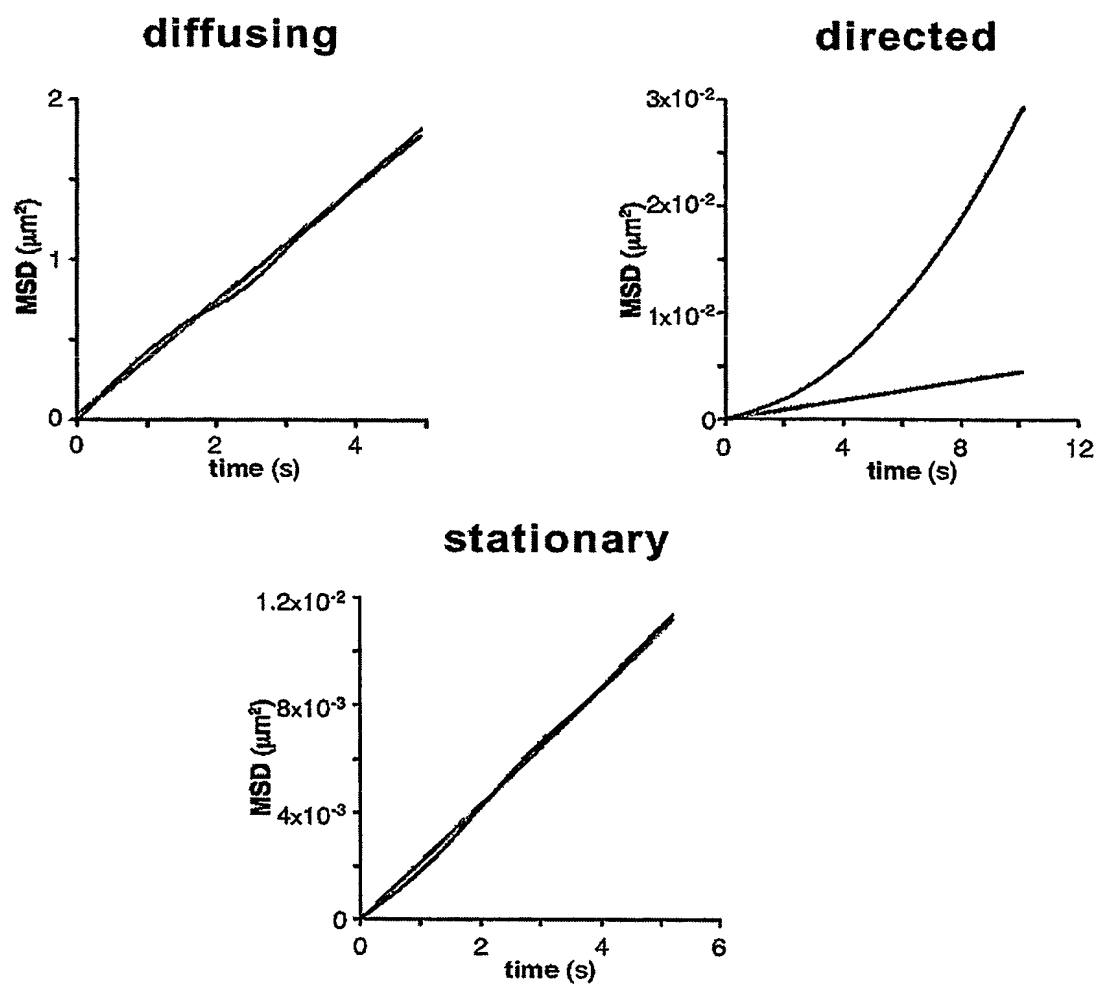 diffusing
2
1
0
MSD (μm²)
0 2 4
time (s)
directed
3x10⁻²
2x10⁻²
1x10⁻²
0
MSD (μm²)
0 4 8 12
time (s)
stationary
1.2x10⁻²
8x10⁻³
4x10⁻³
0
MSD (μm²)
0 2 4 6
time (s)